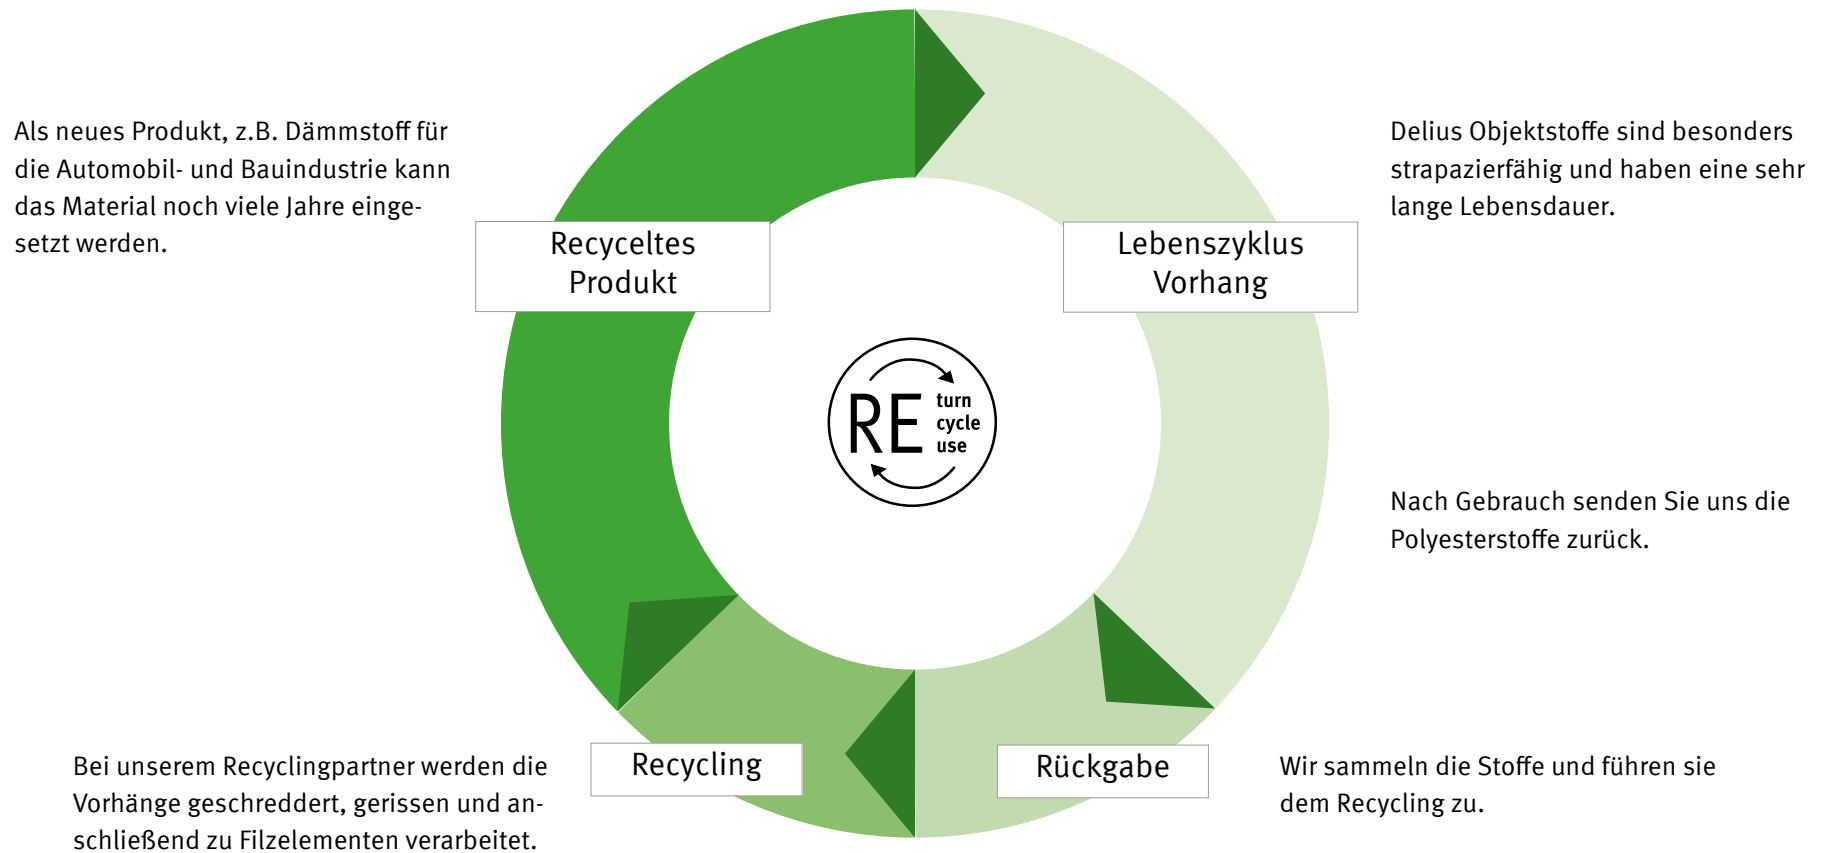 Als neues Produkt, z.B. Dämmstoff für
die Automobil- und Bauindustrie kann
das Material noch viele Jahre einge-
setzt werden.
Recyceltes
Produkt
Lebenszyklus
Vorhang
Delius Objektstoffe sind besonders
strapazierfähig und haben eine sehr
lange Lebensdauer.
RE
turn
cycle
use
Nach Gebrauch senden Sie uns die
Polyesterstoffe zurück.
Bei unserem Recyclingpartner werden die
Vorhänge geschreddert, gerissen und an-
schließend zu Filzelementen verarbeitet.
Recycling
Rückgabe
Wir sammeln die Stoffe und führen sie
dem Recycling zu.